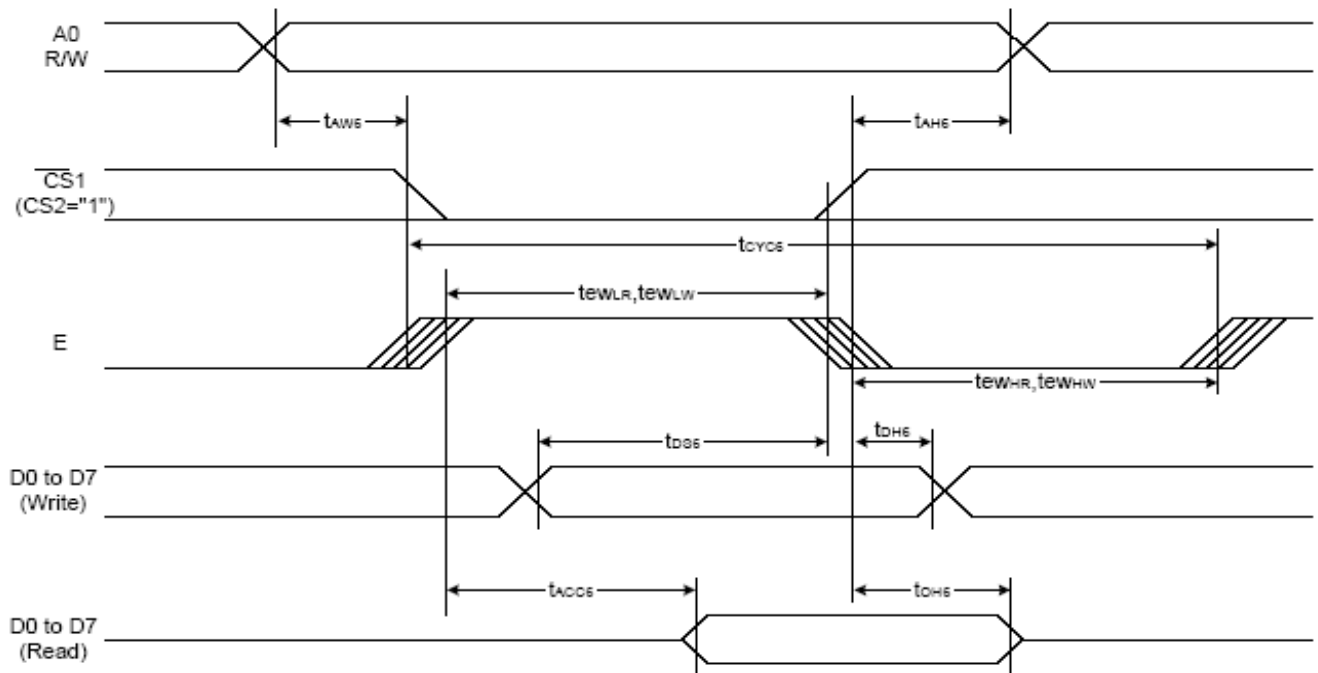 A0
R/W
tAW6
tAH6
CS1
(CS2="1")
tCYC6
tewLR,tewLW
E
tewHR,tewHW
tDS6
tDH6
D0 to D7
(Write)
tACC6
tOH6
D0 to D7
(Read)